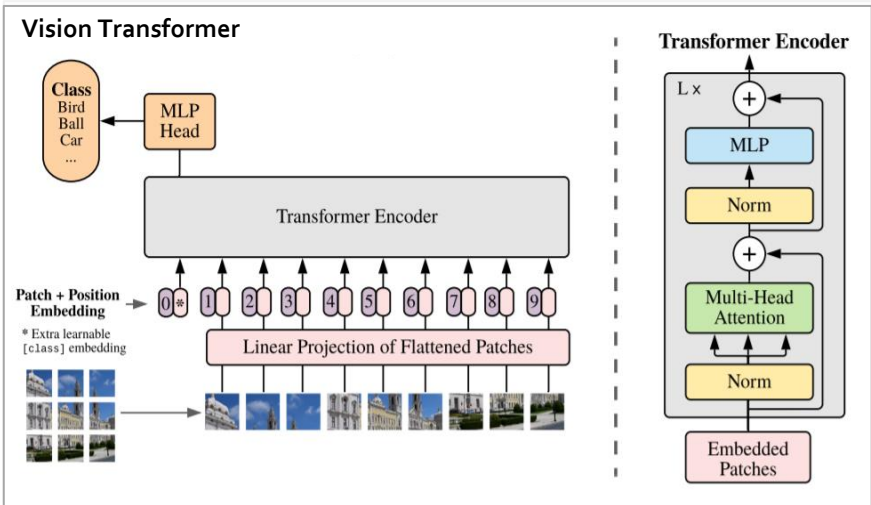 Vision Transformer
Class
Bird
Ball
Car
...
MLP
Head
Transformer Encoder
Patch + Position
Embedding
0 * 1 2 3 4 5 6 7 8 9
* Extra learnable
[class] embedding
Linear Projection of Flattened Patches
Transformer Encoder
L ×
+
MLP
Norm
+
Multi-Head
Attention
Norm
Embedded
Patches